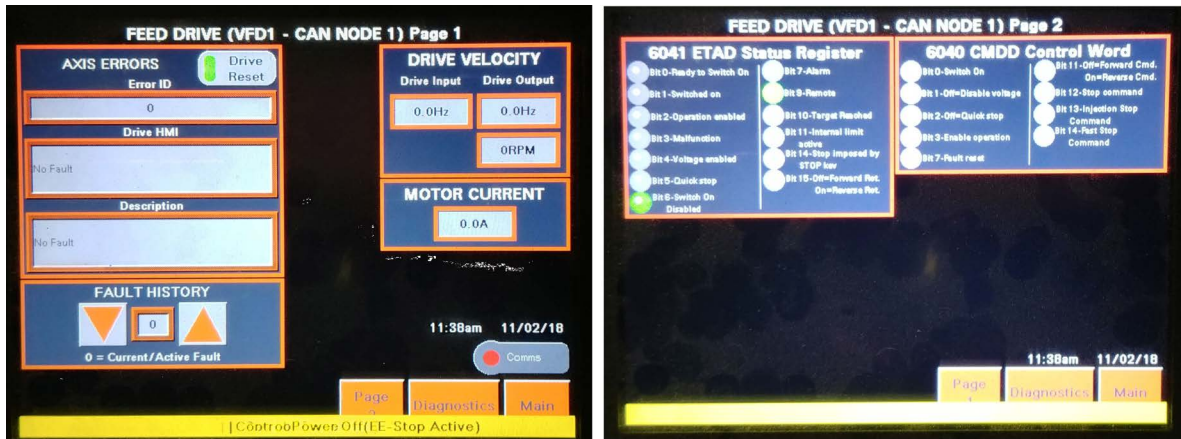 FEED DRIVE (VFD1 - CAN NODE 1) Page 1
AXIS ERRORS
Drive
Reset
Error ID
0
Drive HMI
No Fault
Description
No Fault
FAULT HISTORY
0
0 = Current/Active Fault
DRIVE VELOCITY
Drive Input Drive Output
0.0Hz 0.0Hz
0RPM
MOTOR CURRENT
0.0A
11:38am 11/02/18
Comms
Page
Diagnostics
Main
FEED DRIVE (VFD1 - CAN NODE 1) Page 2
6041 ETAD Status Register
Bit 0-Ready to Switch On
Bit 1-Switched on
Bit 2-Operation enabled
Bit 3-Malfunction
Bit 4-Voltage enabled
Bit 5-Quick stop
Bit 6-Switch On
Disabled
Bit 7-Alarm
Bit 9-Remote
Bit 10-Target Reached
Bit 11-Internal limit
active
Bit 14-Stop imposed by
STOP key
Bit 15-Off=Forward Rot.
On=Reverse Rot.
6040 CMDD Control Word
Bit 0-Switch On
Bit 1-Off=Disable voltage
Bit 2-Off=Quick stop
Bit 3-Enable operation
Bit 7-Fault reset
Bit 11-Off=Forward Cmd.
On=Reverse Cmd.
Bit 12-Stop command
Bit 13-Injection Stop
Command
Bit 14-Fast Stop
Command
11:38am 11/02/18
Page
1
Diagnostics
Main